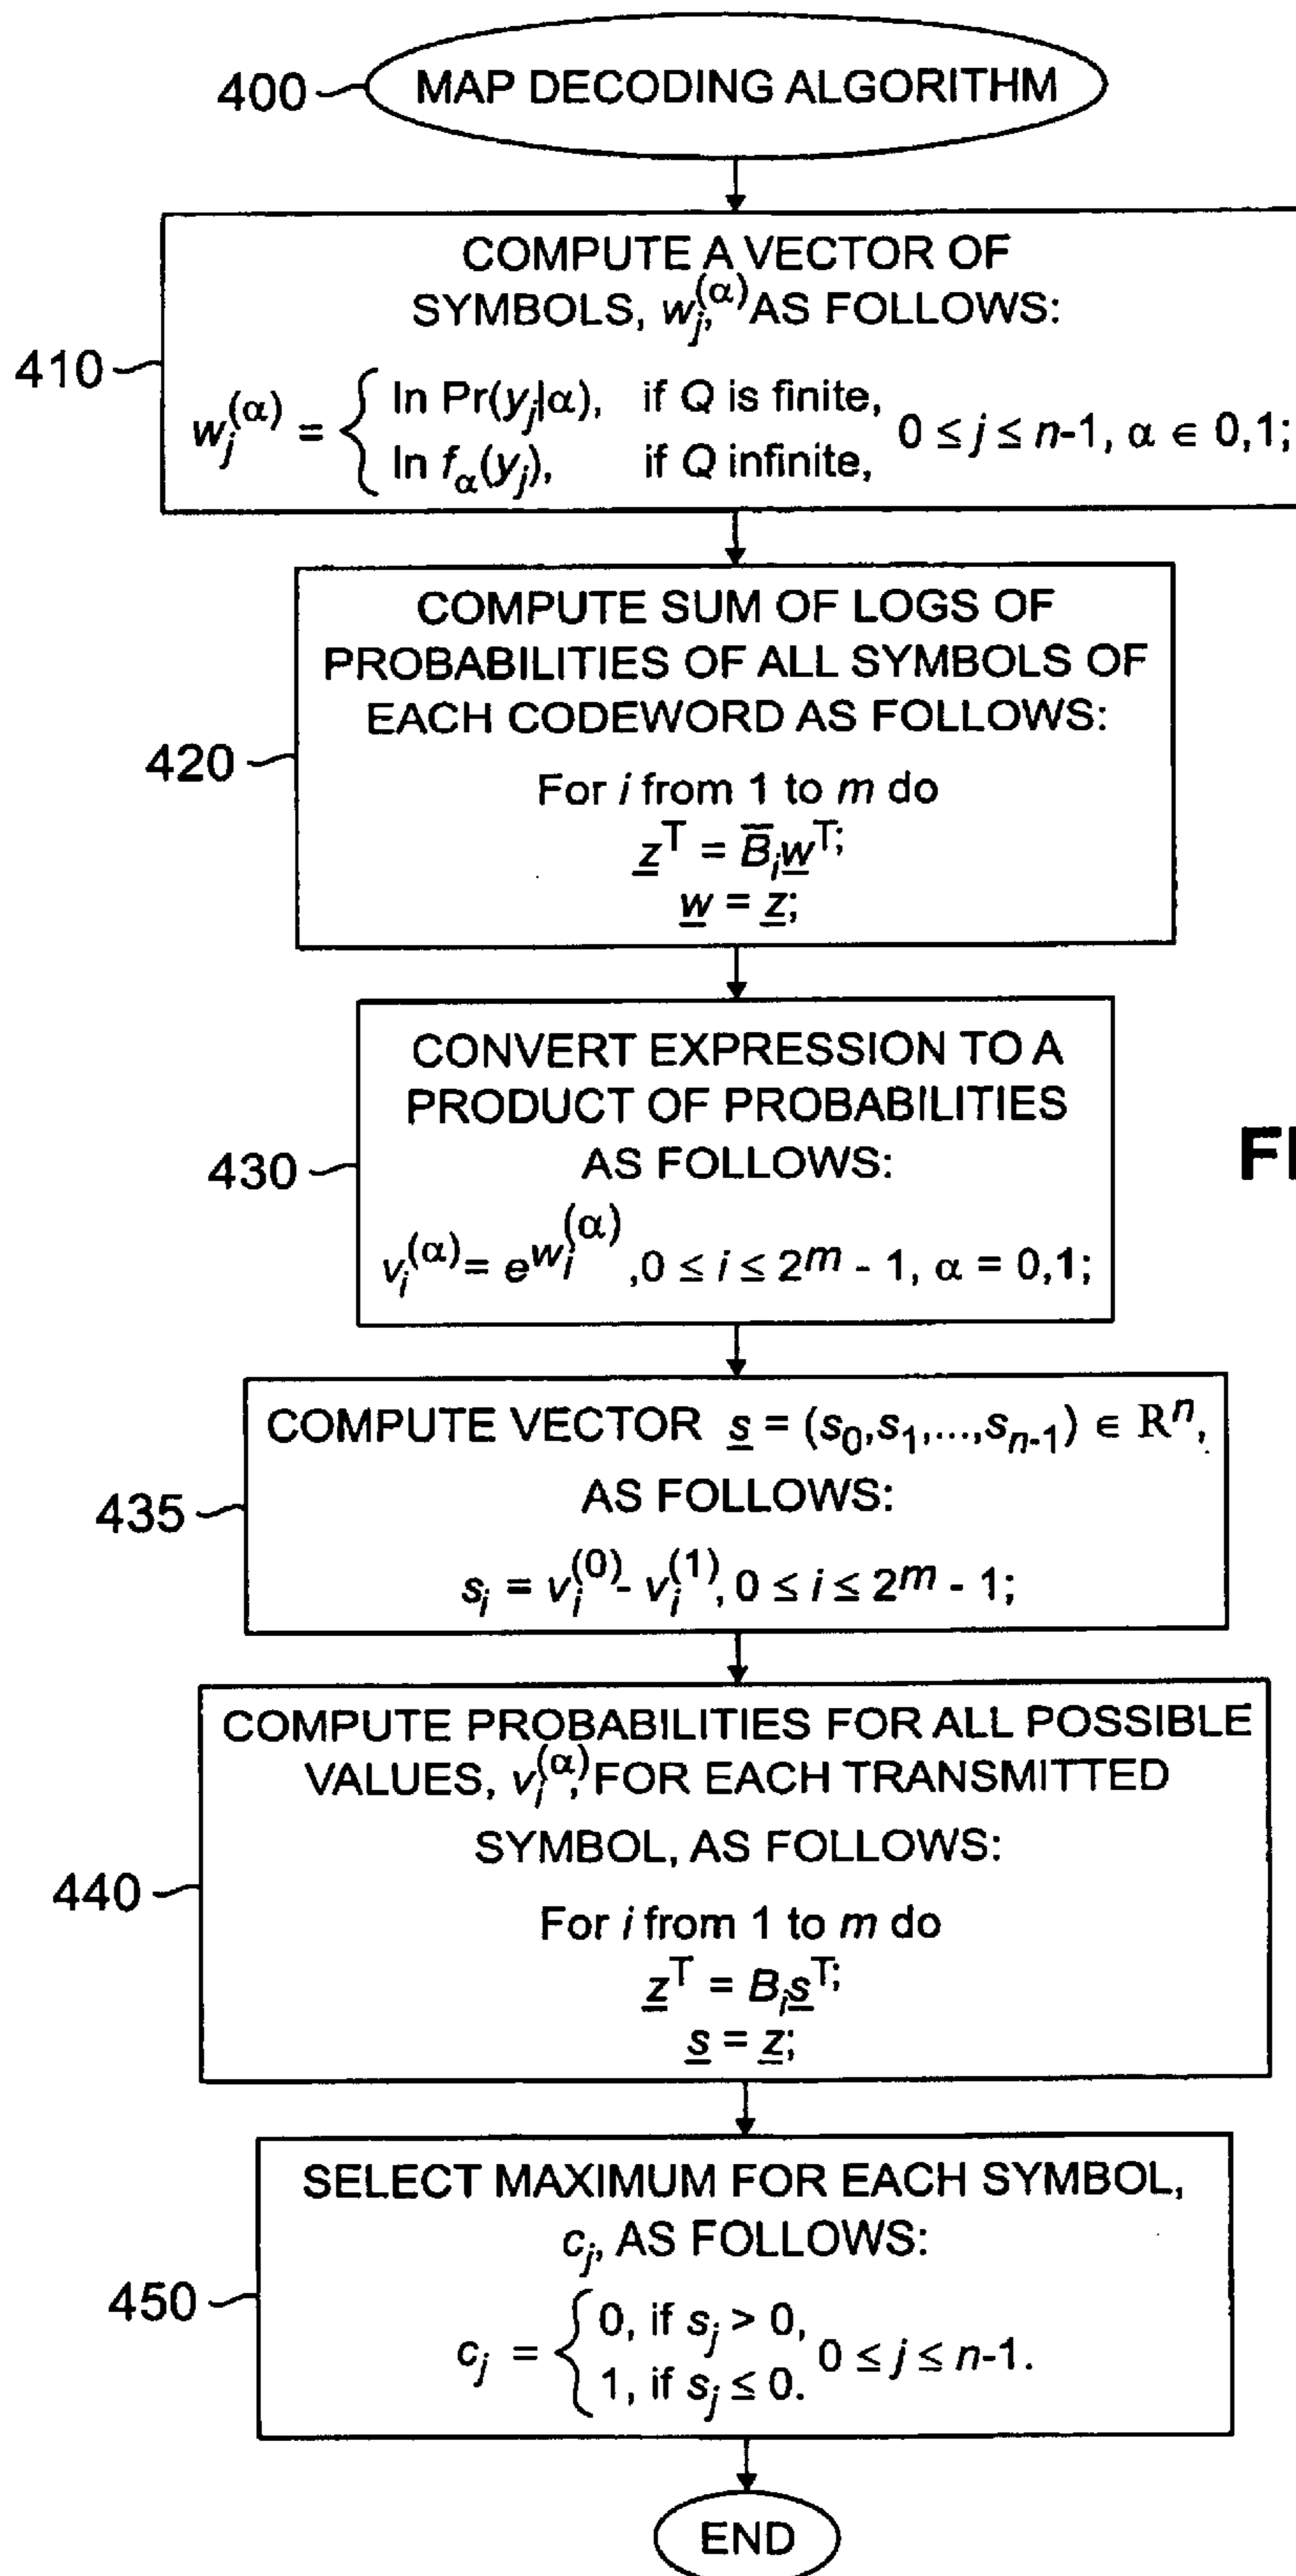 400
MAP DECODING ALGORITHM
410
COMPUTE A VECTOR OF
SYMBOLS, w_j^(α), AS FOLLOWS:
w_j^(α) = { ln Pr(y_j|α), if Q is finite,
ln f_α(y_j), if Q infinite,
0 ≤ j ≤ n-1, α ∈ 0,1;
420
COMPUTE SUM OF LOGS OF
PROBABILITIES OF ALL SYMBOLS OF
EACH CODEWORD AS FOLLOWS:
For i from 1 to m do
z̲^T = B̅_i w̲^T;
w̲ = z̲;
430
CONVERT EXPRESSION TO A
PRODUCT OF PROBABILITIES
AS FOLLOWS:
v_i^(α) = e^{w_i^(α)}, 0 ≤ i ≤ 2^m - 1, α = 0,1;
435
COMPUTE VECTOR s̲ = (s_0,s_1,...,s_{n-1}) ∈ R^n,
AS FOLLOWS:
s_i = v_i^(0) - v_i^(1), 0 ≤ i ≤ 2^m - 1;
440
COMPUTE PROBABILITIES FOR ALL POSSIBLE
VALUES, v_i^(α), FOR EACH TRANSMITTED
SYMBOL, AS FOLLOWS:
For i from 1 to m do
z̲^T = B_i s̲^T;
s̲ = z̲;
450
SELECT MAXIMUM FOR EACH SYMBOL,
c_j, AS FOLLOWS:
c_j = { 0, if s_j > 0,
1, if s_j ≤ 0.
0 ≤ j ≤ n-1.
END